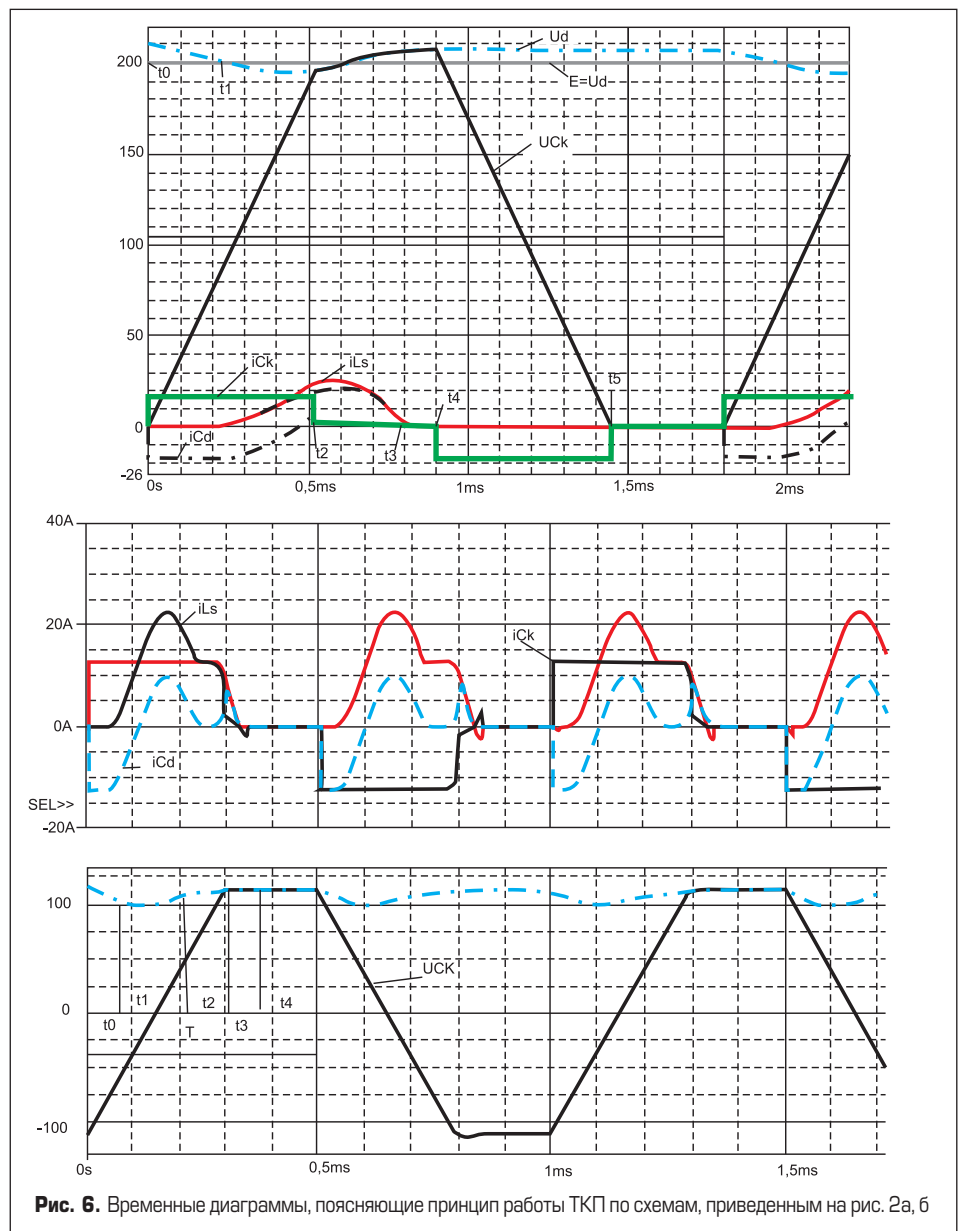 Ud
200
t0
t1
E=Ud
150
UCk
100
50
iCk
iLs
t4
t5
0
iCd
t2
t3
-26
0s
0,5ms
1ms
1,5ms
2ms
40A
iLs
20A
iCk
0A
iCd
SEL>>
-20A
100
UCK
0
t1
t2
t4
t0
T
t3
-100
0s
0,5ms
1ms
1,5ms
Рис. 6. Временные диаграммы, поясняющие принцип работы ТКП по схемам, приведенным на рис. 2а, б